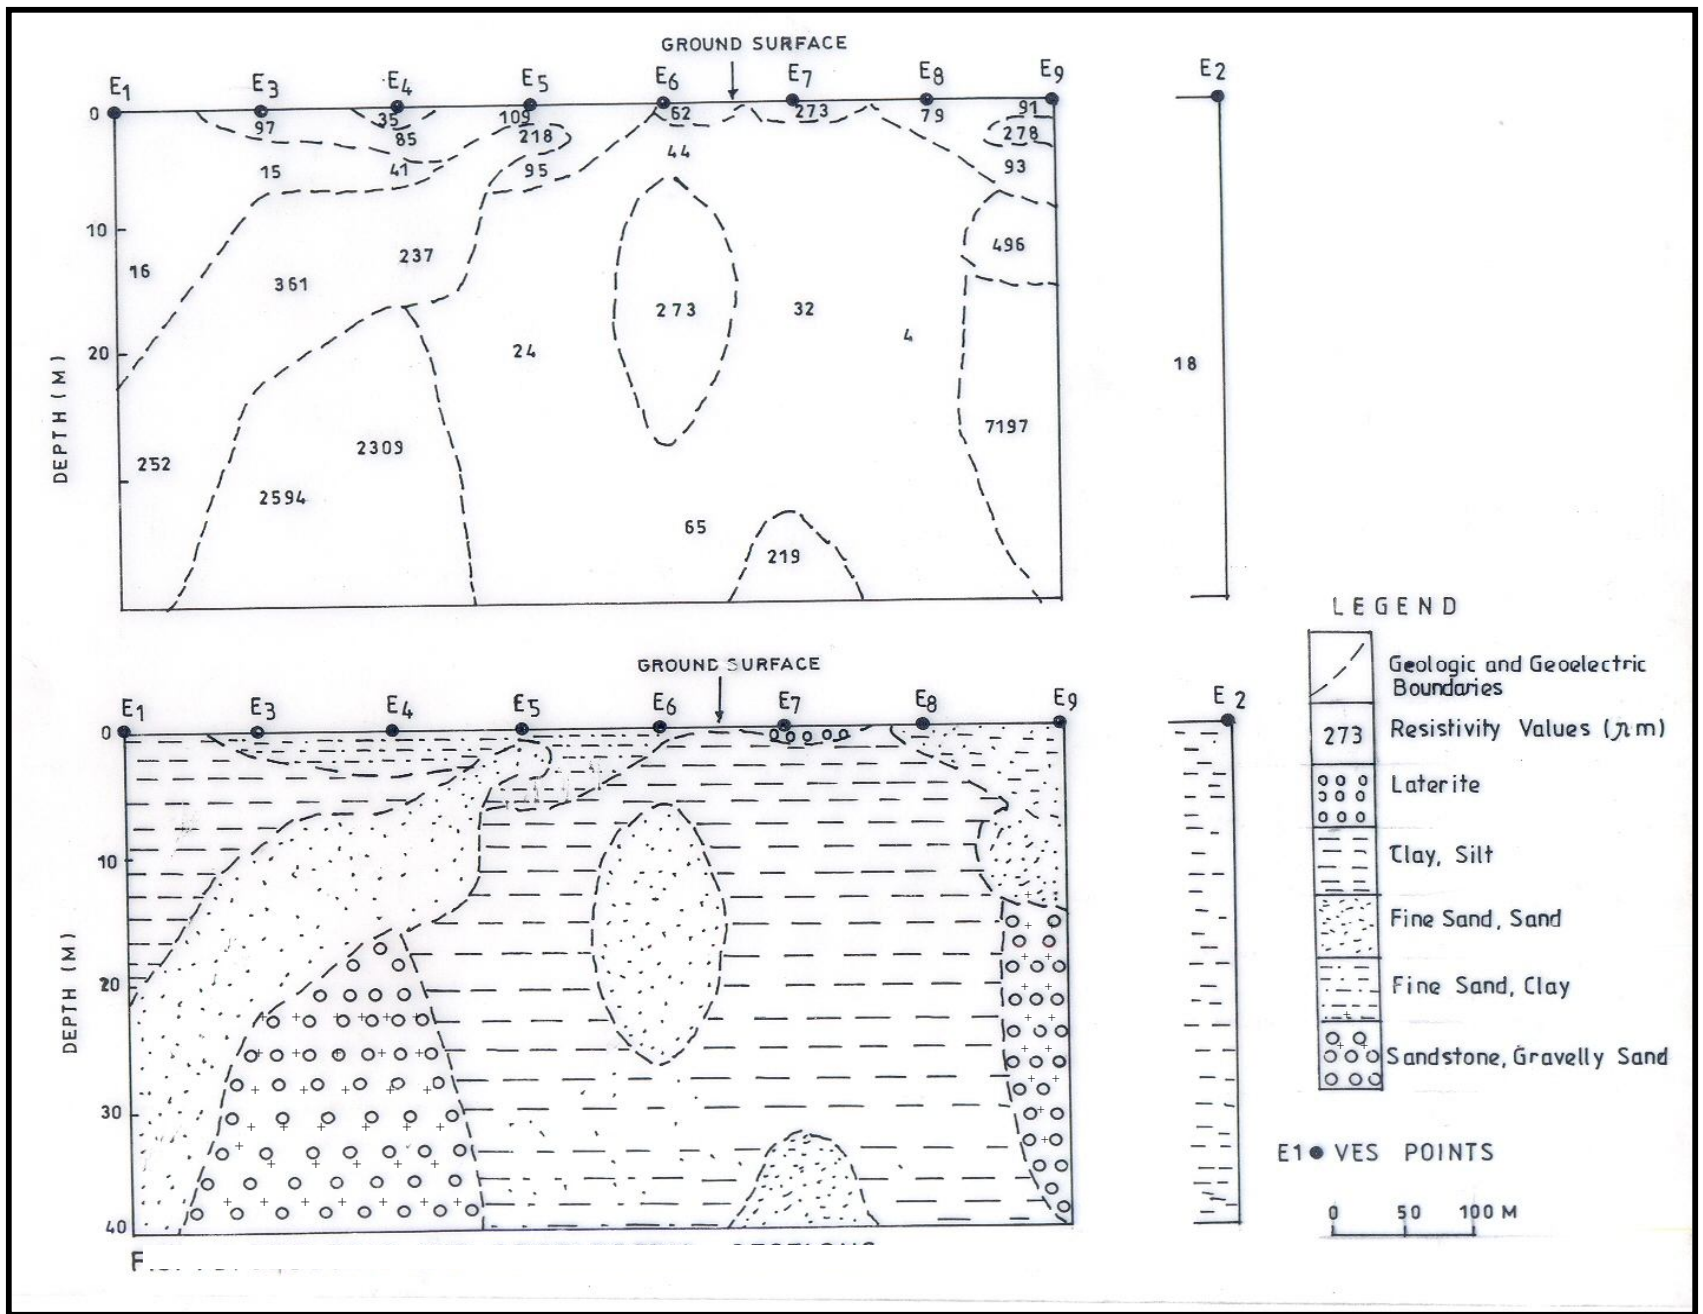 GROUND SURFACE
E1 E3 E4 E5 E6 E7 E8 E9 E2
0 97 35 85 109 218 62 273 79 91 278
15 41 95 44 93
10 237 496
16 361 273 32 4
20 24 18
DEPTH (M)
252 2309 7197
2594 65 219
GROUND SURFACE
E1 E3 E4 E5 E6 E7 E8 E9 E2
0
10
20
30
40
DEPTH (M)
LEGEND
Geologic and Geoelectric
Boundaries
273 Resistivity Values (Ωm)
Laterite
Clay, Silt
Fine Sand, Sand
Fine Sand, Clay
Sandstone, Gravelly Sand
E1 VES POINTS
0 50 100 M